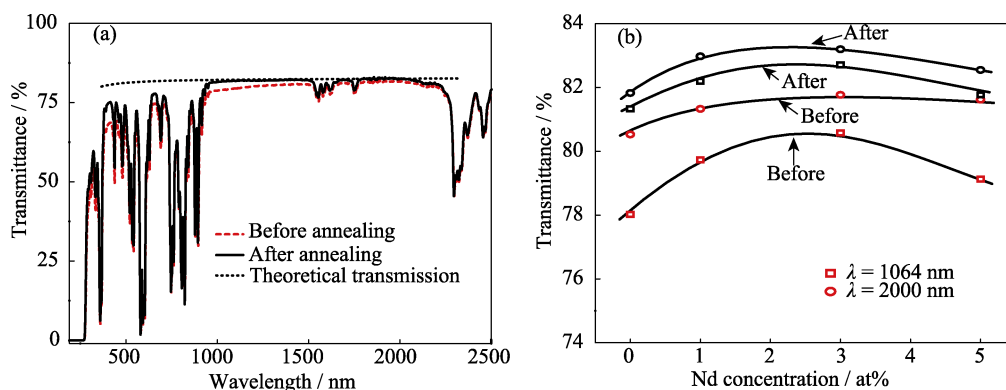 (a)
100
75
50
25
0
Transmittance / %
Before annealing
After annealing
Theoretical transmission
500
1000
1500
2000
2500
Wavelength / nm
(b)
84
82
80
78
76
74
Transmittance / %
After
After
Before
Before
λ = 1064 nm
λ = 2000 nm
0
1
2
3
4
5
Nd concentration / at%